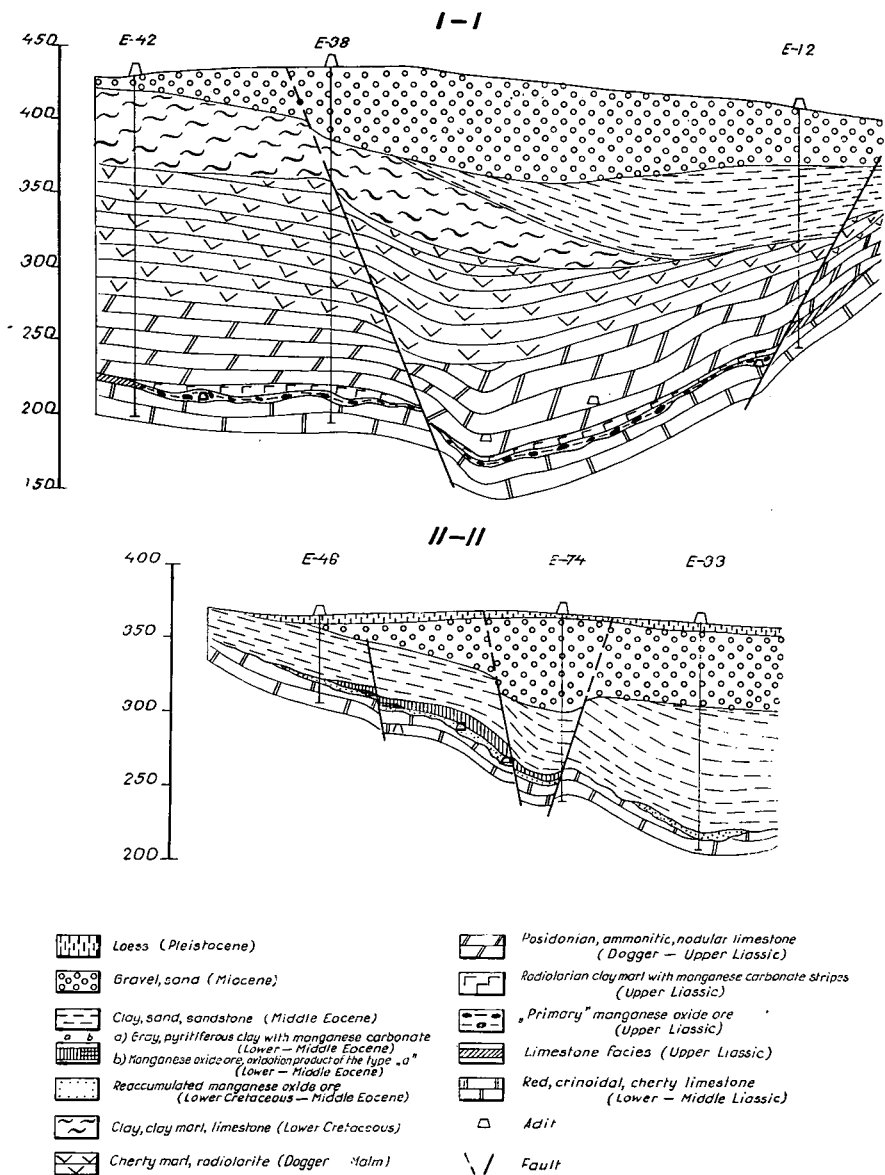 I-I
E-42
E-38
E-12
450
400
350
300
250
200
150
II-II
E-46
E-74
E-33
400
350
300
250
200
Loess (Pleistocene)
Gravel, sand (Miocene)
Clay, sand, sandstone (Middle Eocene)
a b
a) Gray, pyritiferous clay with manganese carbonate
(Lower – Middle Eocene)
b) Manganese oxide ore, oxidation product of the type „a"
(Lower – Middle Eocene)
Reaccumulated manganese oxide ore
(Lower Cretaceous – Middle Eocene)
Clay, clay marl, limestone (Lower Cretaceous)
Cherty marl, radiolarite (Dogger Malm)
Posidonian, ammonitic, nodular limestone
(Dogger – Upper Liassic)
Radiolarian clay marl with manganese carbonate stripes
(Upper Liassic)
„Primary" manganese oxide ore
(Upper Liassic)
Limestone facies (Upper Liassic)
Red, crinoidal, cherty limestone
(Lower – Middle Liassic)
Adit
Fault